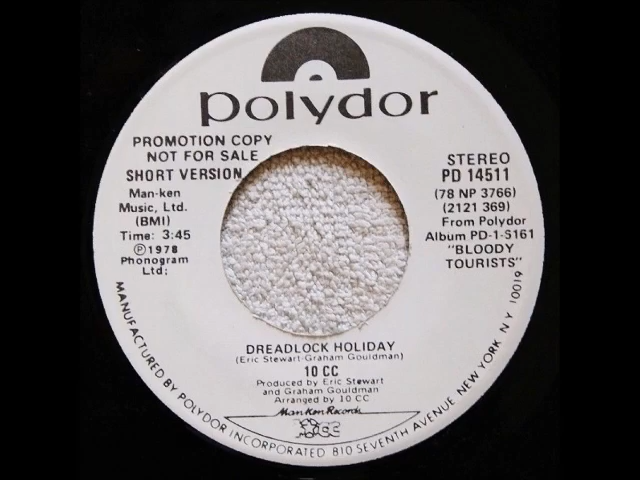 polydor
PROMOTION COPY
NOT FOR SALE
SHORT VERSION
Man-ken
Music, Ltd.
(BMI)
Time: 3:45
Ⓟ1978
Phonogram
Ltd;
STEREO
PD 14511
(78 NP 3766)
(2121 369)
From Polydor
Album PD-1-6161
"BLOODY
TOURISTS"
DREADLOCK HOLIDAY
(Eric Stewart-Graham Gouldman)
10 CC
Produced by Eric Stewart
and Graham Gouldman
Arranged by 10 CC
Man-Ken Records
MANUFACTURED BY POLYDOR INCORPORATED 810 SEVENTH AVENUE NEW YORK N Y 10019